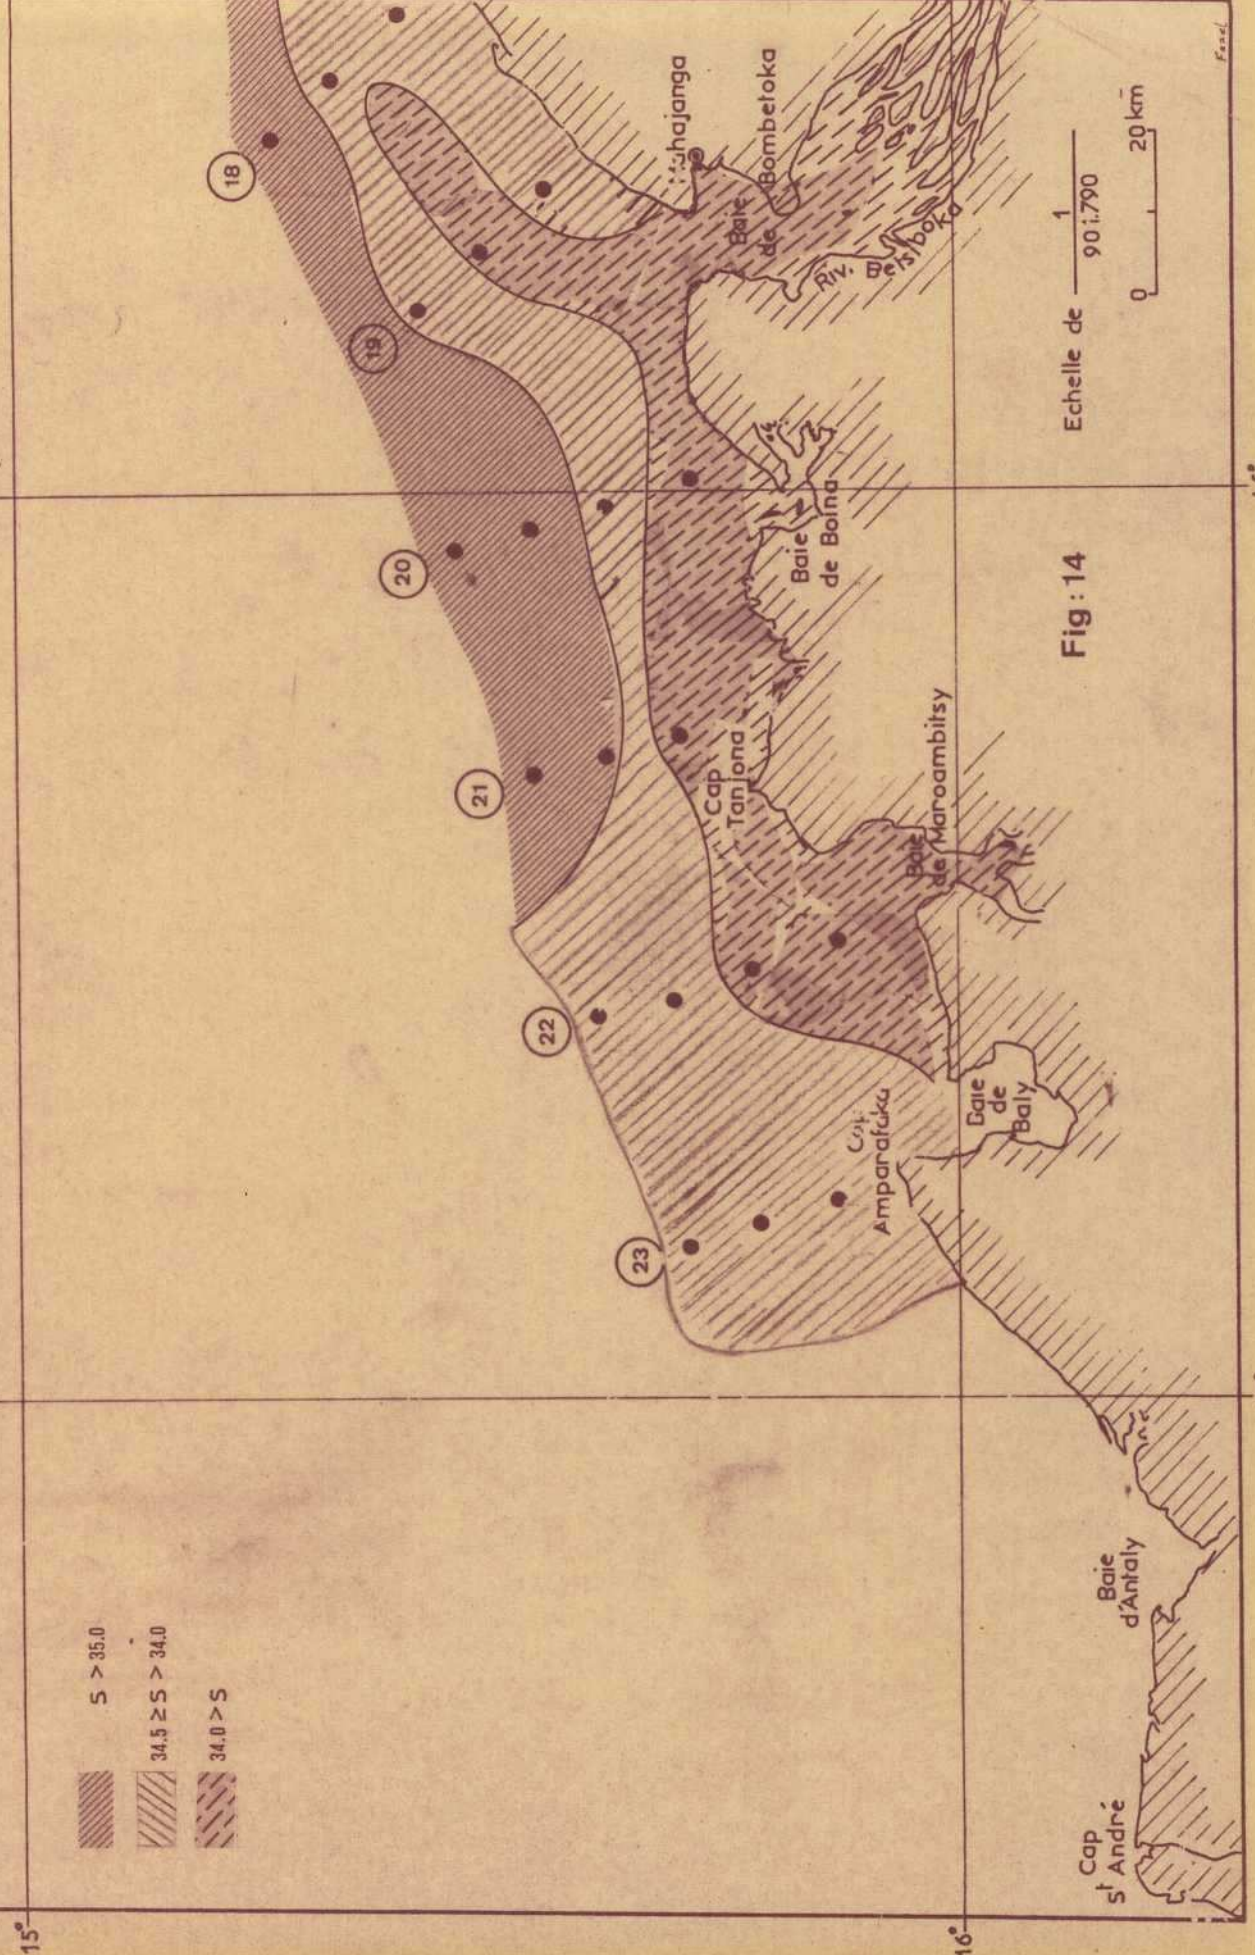 S > 35.0
34.5 ≥ S > 34.0
34.0 > S
15°
16°
18
19
20
21
22
23
Mahajanga
Baie
de
Bombetoka
Riv. Betsiboka
Baie
de Boina
Cap
Tanjona
Baie
de Maroambitsy
Cap
Amparafaka
Baie
de
Baly
Baie
d'Antaly
Cap
St André
Echelle de
1
901.790
0
20 km
Fig : 14